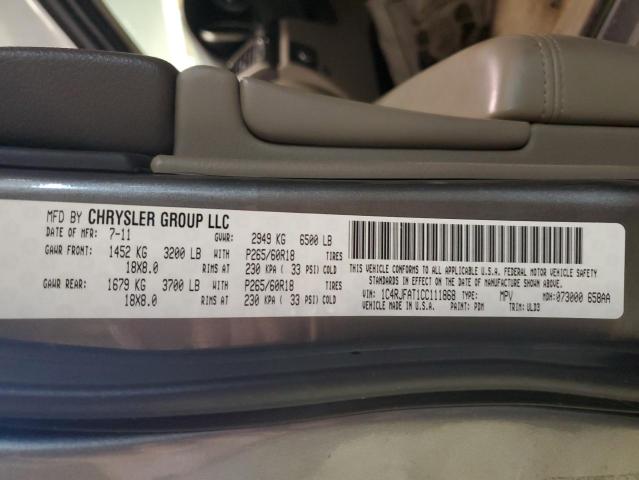 MFD BY CHRYSLER GROUP LLC
DATE OF MFR: 7-11 GVWR: 2949 KG 6500 LB
GAWR FRONT: 1452 KG 3200 LB WITH P265/60R18 TIRES
18X8.0 RIMS AT 230 KPA ( 33 PSI) COLD
GAWR REAR: 1679 KG 3700 LB WITH P265/60R18 TIRES
18X8.0 RIMS AT 230 KPA ( 33 PSI) COLD
THIS VEHICLE CONFORMS TO ALL APPLICABLE U.S.A. FEDERAL MOTOR VEHICLE SAFETY
STANDARDS IN EFFECT ON THE DATE OF MANUFACTURE SHOWN ABOVE.
VIN: 1C4RJFAT1CC111868 TYPE: MPV MDH: 073000 658AA
VEHICLE MADE IN U.S.A. PAINT: PDM TRIM: ULD3